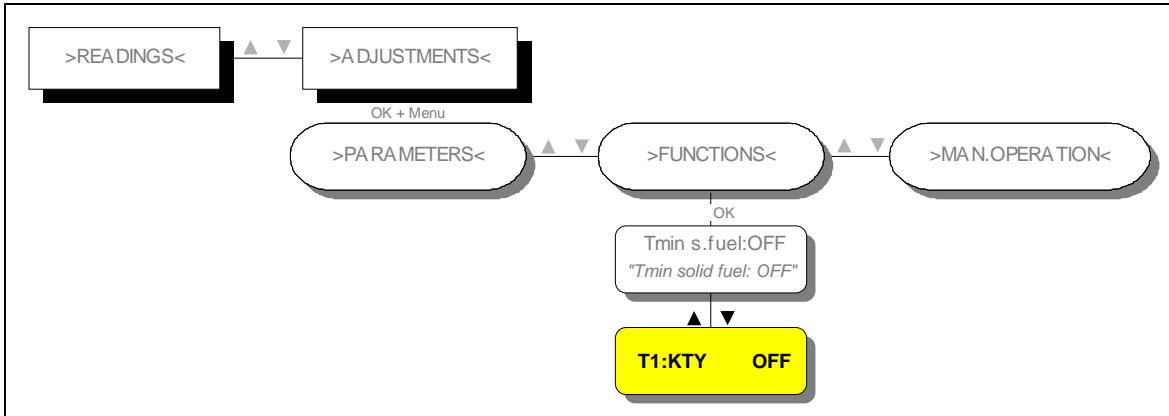 >READINGS< ▲ ▼ >ADJUSTMENTS<
OK + Menu
>PARAMETERS< ▲ ▼ >FUNCTIONS< ▲ ▼ >MAN.OPERATION<
OK
Tmin s.fuel:OFF
"Tmin solid fuel: OFF"
▲ ▼
T1:KTY OFF